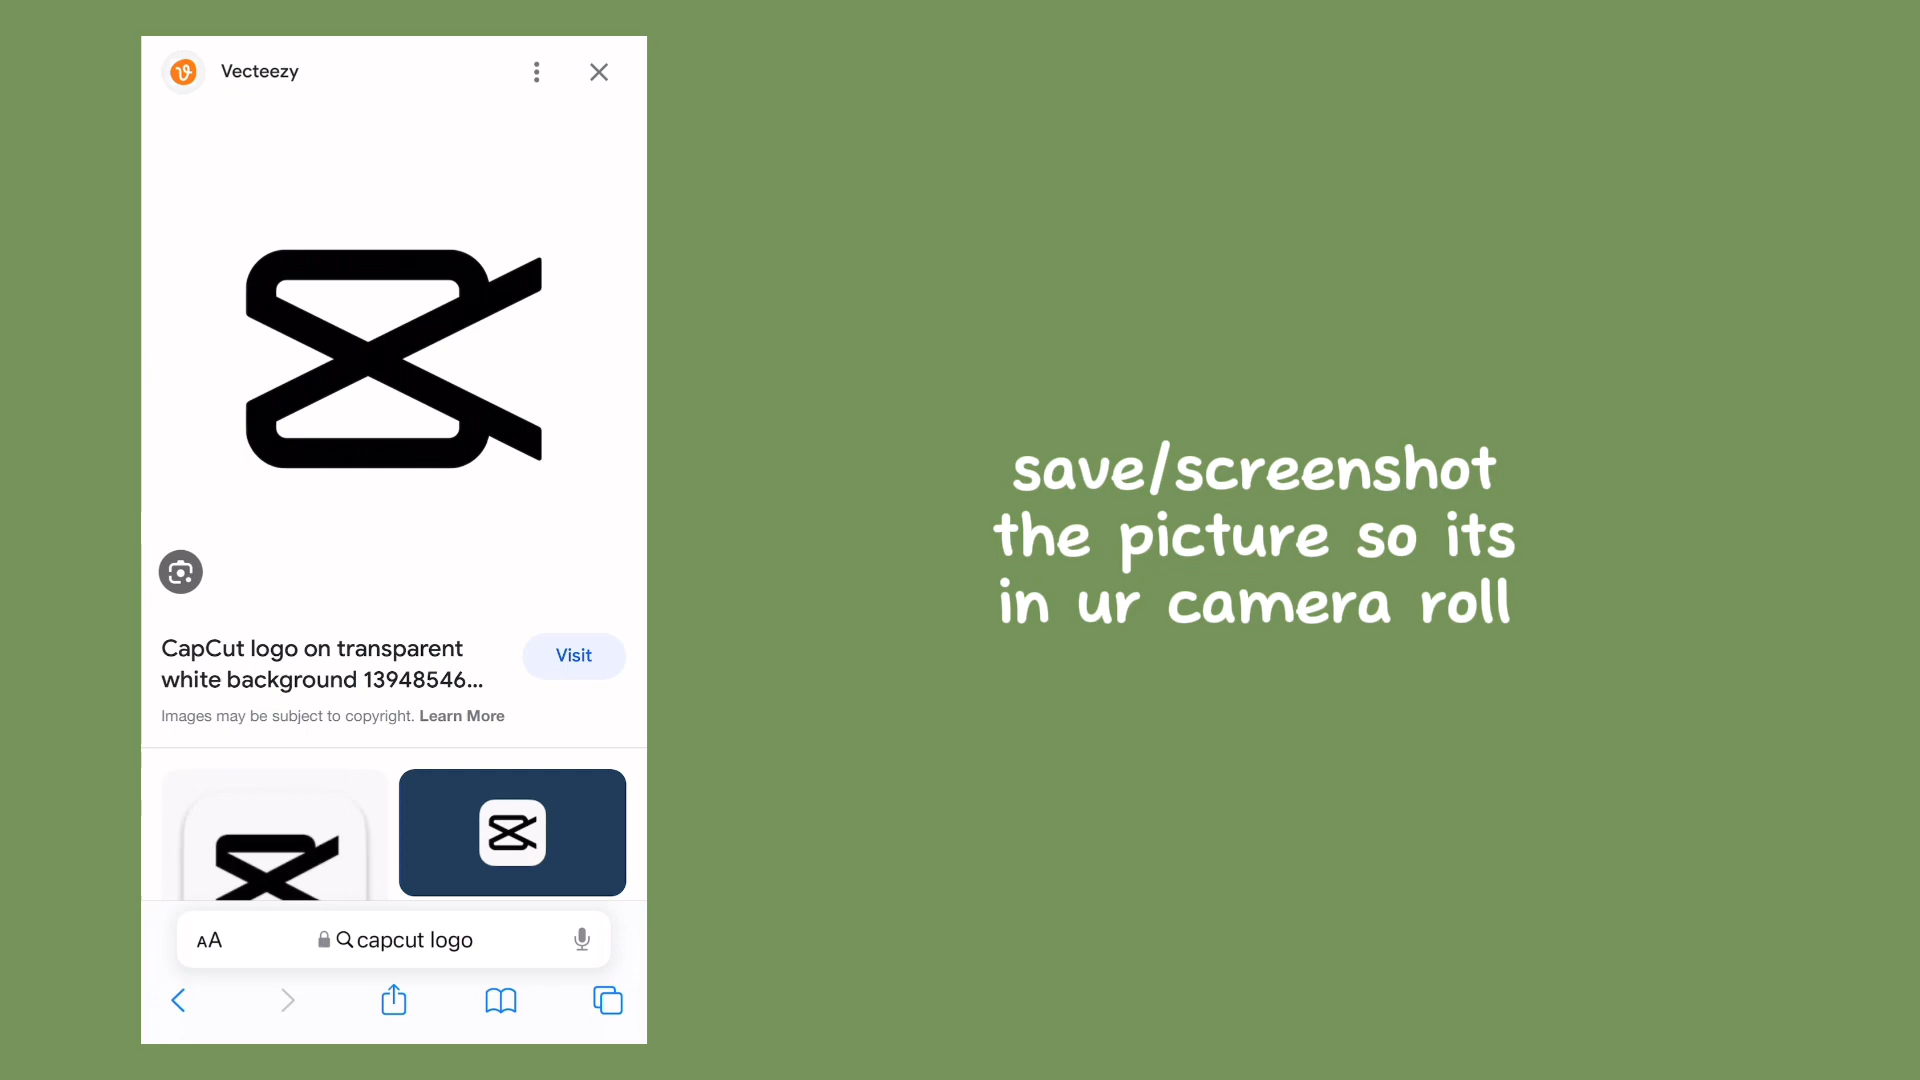 Vecteezy
CapCut logo on transparent
white background 13948546...
Visit
Images may be subject to copyright. Learn More
AA
capcut logo
save/screenshot
the picture so its
in ur camera roll